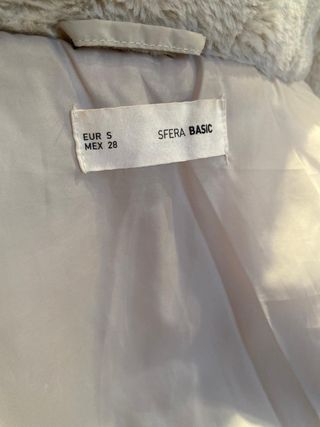 EUR S
MEX 28
SFERA BASIC